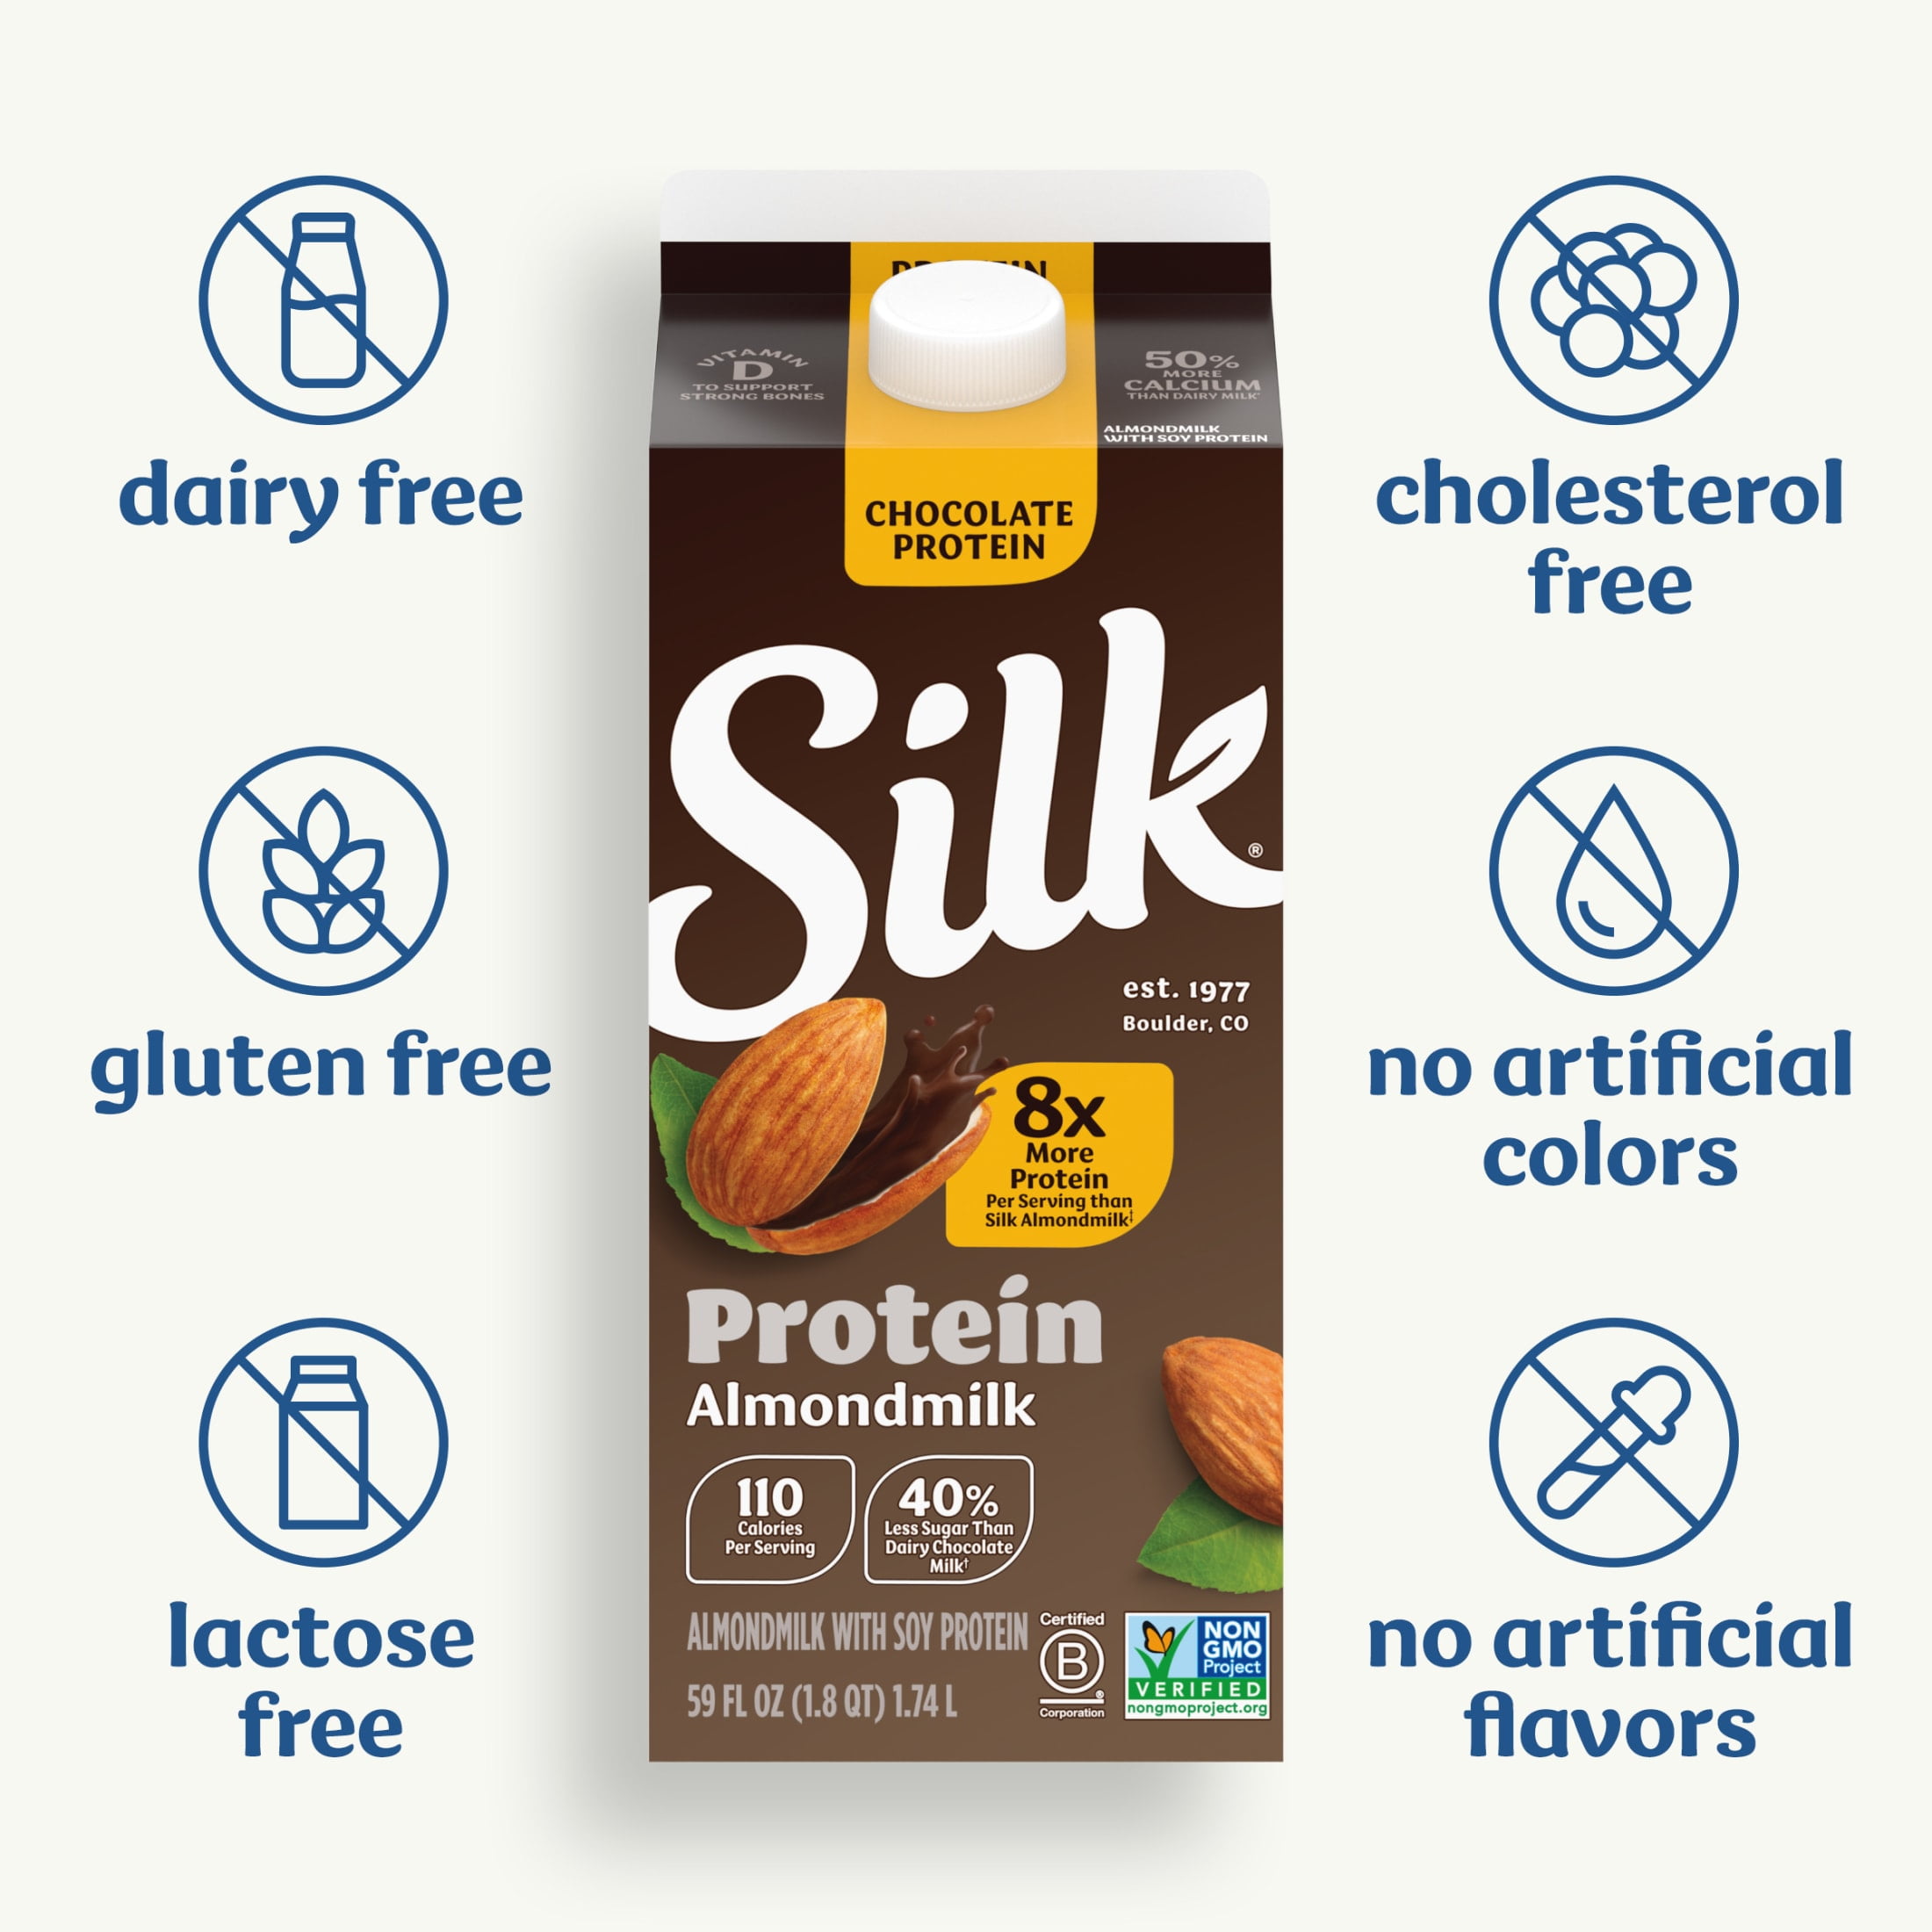 dairy free
gluten free
lactose
free
VITAMIN
D
TO SUPPORT
STRONG BONES
50%
MORE
CALCIUM
THAN DAIRY MILK*
ALMONDMILK
WITH SOY PROTEIN
CHOCOLATE
PROTEIN
Silk®
est. 1977
Boulder, CO
8x
More
Protein
Per Serving than
Silk Almondmilk‡
Protein
Almondmilk
110
Calories
Per Serving
40%
Less Sugar Than
Dairy Chocolate
Milk†
ALMONDMILK WITH SOY PROTEIN
59 FL OZ (1.8 QT) 1.74 L
Certified
B®
Corporation
NON
GMO
Project
VERIFIED
nongmoproject.org
cholesterol
free
no artificial
colors
no artificial
flavors